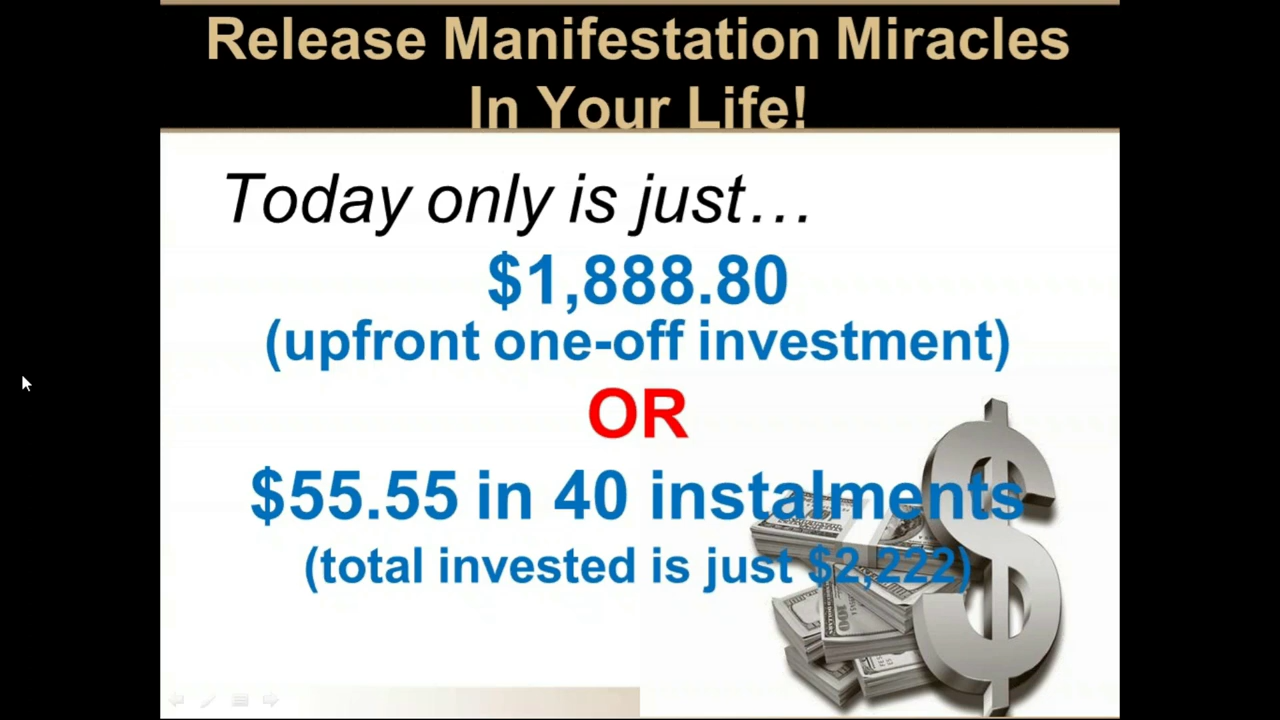 Release Manifestation Miracles
In Your Life!
Today only is just…
$1,888.80
(upfront one-off investment)
OR
$55.55 in 40 instalments
(total invested is just $2,222)